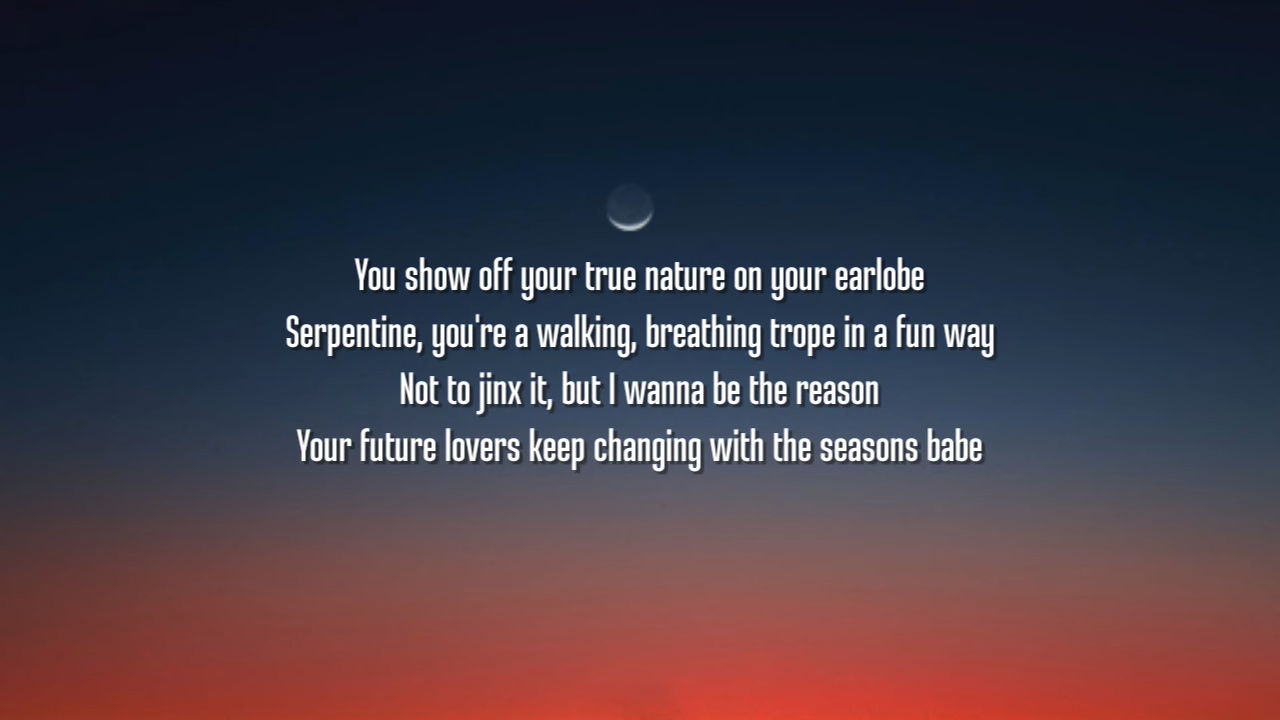 You show off your true nature on your earlobe
Serpentine, you're a walking, breathing trope in a fun way
Not to jinx it, but I wanna be the reason
Your future lovers keep changing with the seasons babe